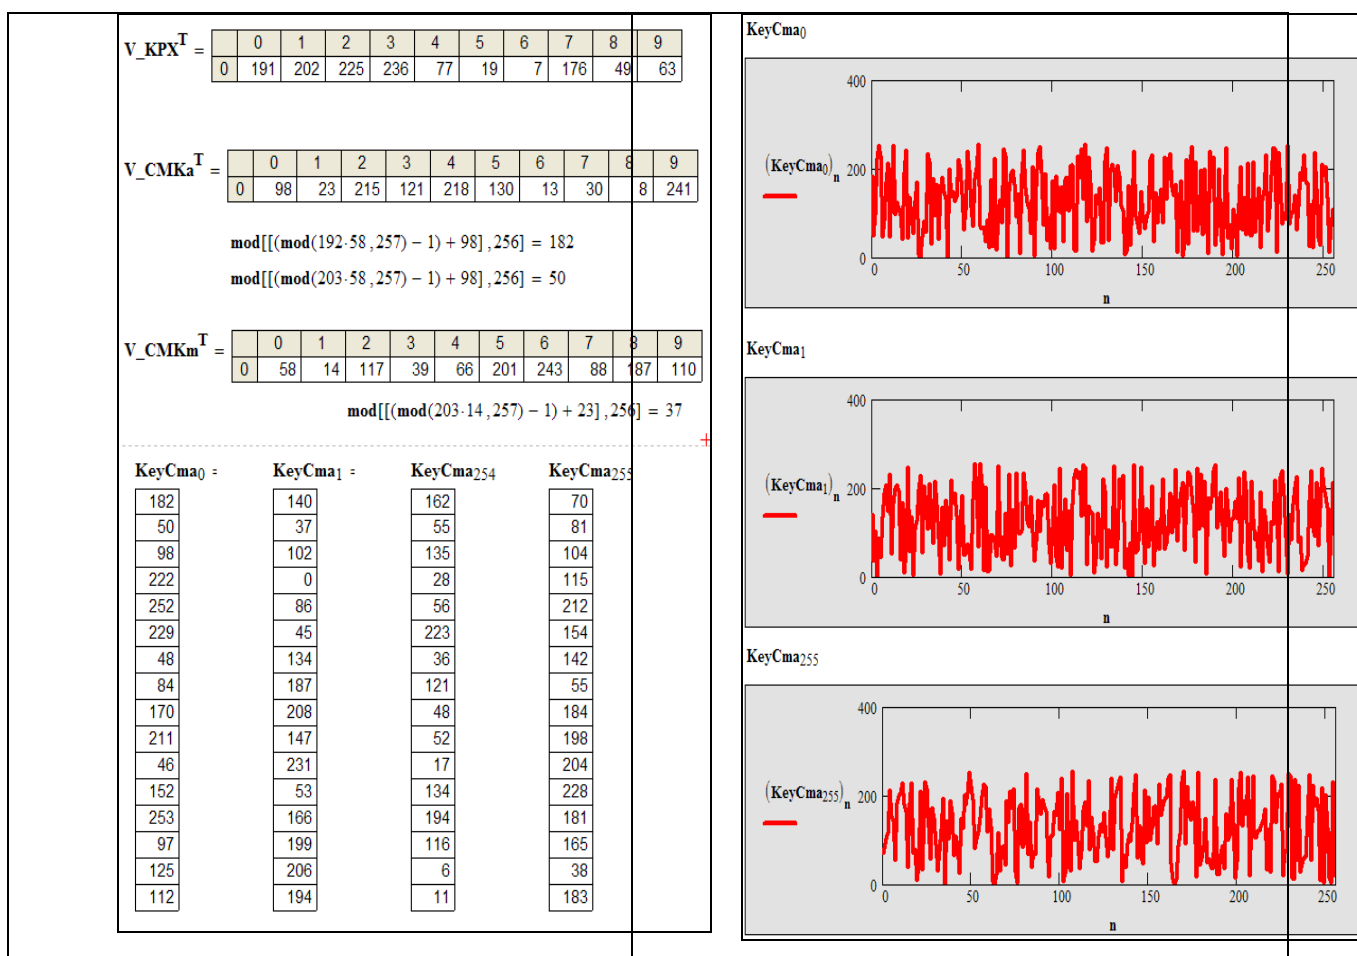 V_KPX^T =
0 1 2 3 4 5 6 7 8 9
0 191 202 225 236 77 19 7 176 49 63
V_CMKa^T =
0 1 2 3 4 5 6 7 8 9
0 98 23 215 121 218 130 13 30 8 241
mod[[(mod(192·58,257) − 1) + 98],256] = 182
mod[[(mod(203·58,257) − 1) + 98],256] = 50
V_CMKm^T =
0 1 2 3 4 5 6 7 8 9
0 58 14 117 39 66 201 243 88 187 110
mod[[(mod(203·14,257) − 1) + 23],256] = 37
KeyCma0 = KeyCma1 = KeyCma254 KeyCma255
182 140 162 70
50 37 55 81
98 102 135 104
222 0 28 115
252 86 56 212
229 45 223 154
48 134 36 142
84 187 121 55
170 208 48 184
211 147 52 198
46 231 17 204
152 53 134 228
253 166 194 181
97 199 116 165
125 206 6 38
112 194 11 183
KeyCma0
400
(KeyCma0)n
200
0
0 50 100 150 200 250
n
KeyCma1
400
(KeyCma1)n
200
0
0 50 100 150 200 250
n
KeyCma255
400
(KeyCma255)n
200
0
0 50 100 150 200 250
n